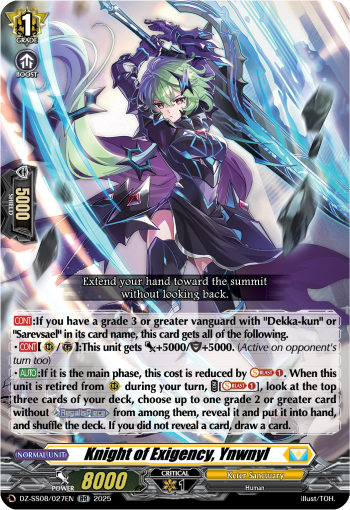 1
GRADE
BOOST
5000
SHIELD
Extend your hand toward the summit
without looking back.
CONT:If you have a grade 3 or greater vanguard with "Dekka-kun" or
"Sarevsael" in its card name, this card gets all of the following.
・CONT[/]:This unit gets +5000/+5000. (Active on opponent's
turn too)
・AUTO:If it is the main phase, this cost is reduced by SOUL BLAST 1. When this
unit is retired from during your turn, [SOUL BLAST 1], look at the top
three cards of your deck, choose up to one grade 2 or greater card
without RegalisPiece from among them, reveal it and put it into hand,
and shuffle the deck. If you did not reveal a card, draw a card.
NORMAL UNIT
Knight of Exigency, Ynwnyl
POWER
8000
CRITICAL
1
Keter Sanctuary
Human
DZ-SS08/027EN RR 2025
illust/TOH.